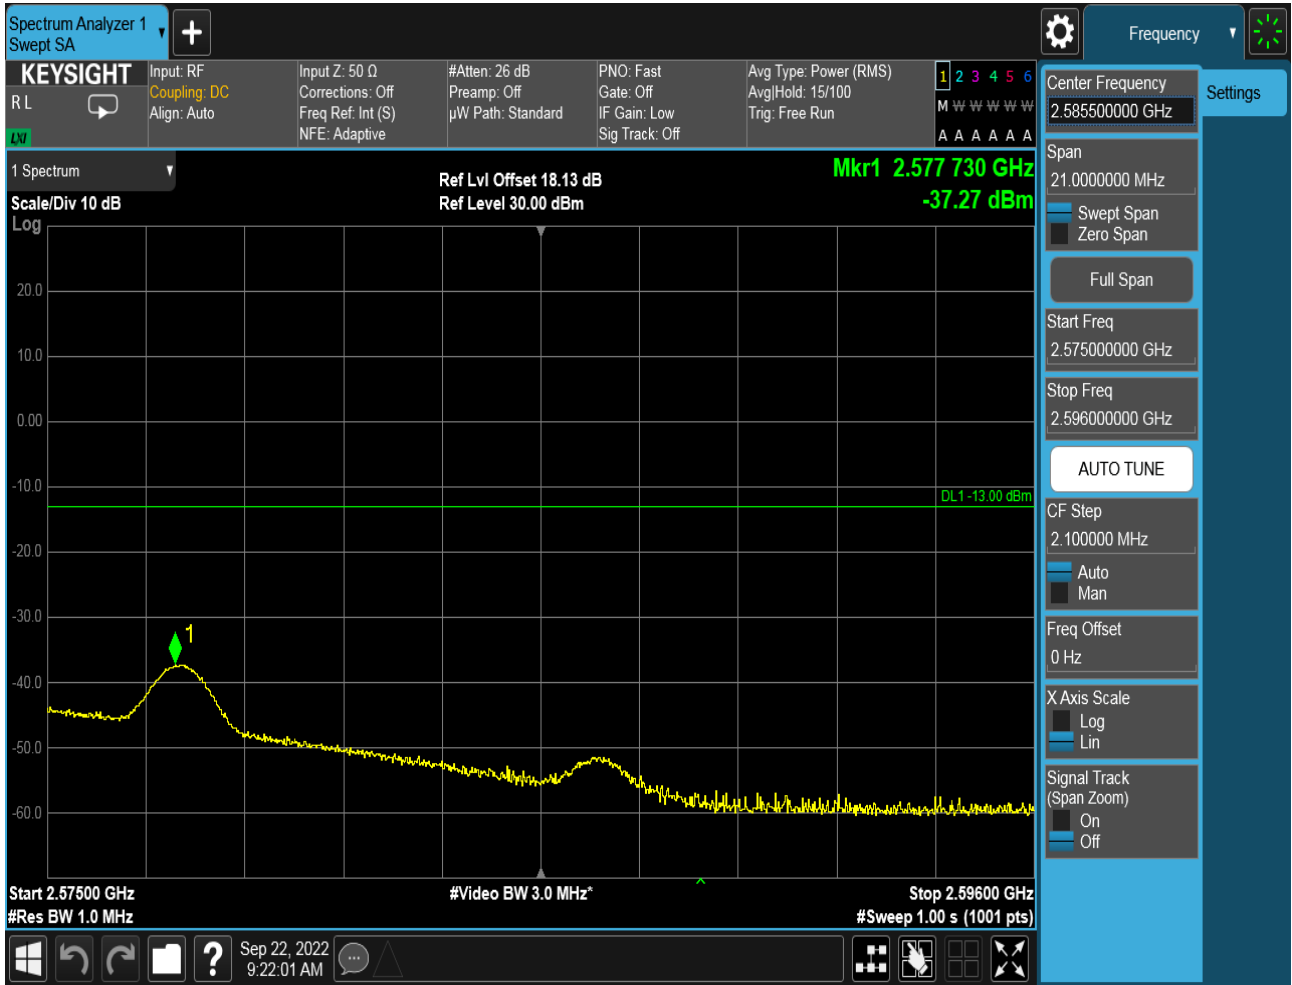 Spectrum Analyzer 1
Swept SA
Frequency
KEYSIGHT
R L
LXI
Input: RF
Coupling: DC
Align: Auto
Input Z: 50 Ω
Corrections: Off
Freq Ref: Int (S)
NFE: Adaptive
#Atten: 26 dB
Preamp: Off
µW Path: Standard
PNO: Fast
Gate: Off
IF Gain: Low
Sig Track: Off
Avg Type: Power (RMS)
Avg|Hold: 15/100
Trig: Free Run
1 2 3 4 5 6
M W W W W W
A A A A A A
1 Spectrum
Scale/Div 10 dB
Log
Ref Lvl Offset 18.13 dB
Ref Level 30.00 dBm
Mkr1 2.577 730 GHz
-37.27 dBm
20.0
10.0
0.00
-10.0
DL1 -13.00 dBm
-20.0
-30.0
1
-40.0
-50.0
-60.0
Start 2.57500 GHz
#Video BW 3.0 MHz*
Stop 2.59600 GHz
#Res BW 1.0 MHz
#Sweep 1.00 s (1001 pts)
?
Sep 22, 2022
9:22:01 AM
Center Frequency
2.585500000 GHz
Settings
Span
21.0000000 MHz
Swept Span
Zero Span
Full Span
Start Freq
2.575000000 GHz
Stop Freq
2.596000000 GHz
AUTO TUNE
CF Step
2.100000 MHz
Auto
Man
Freq Offset
0 Hz
X Axis Scale
Log
Lin
Signal Track
(Span Zoom)
On
Off